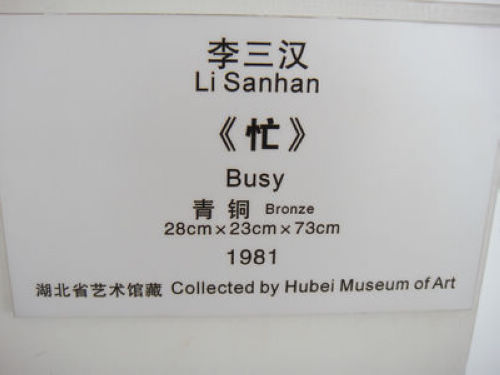 李三汉
Li Sanhan
《忙》
Busy
青铜 Bronze
28cm×23cm×73cm
1981
湖北省艺术馆藏 Collected by Hubei Museum of Art